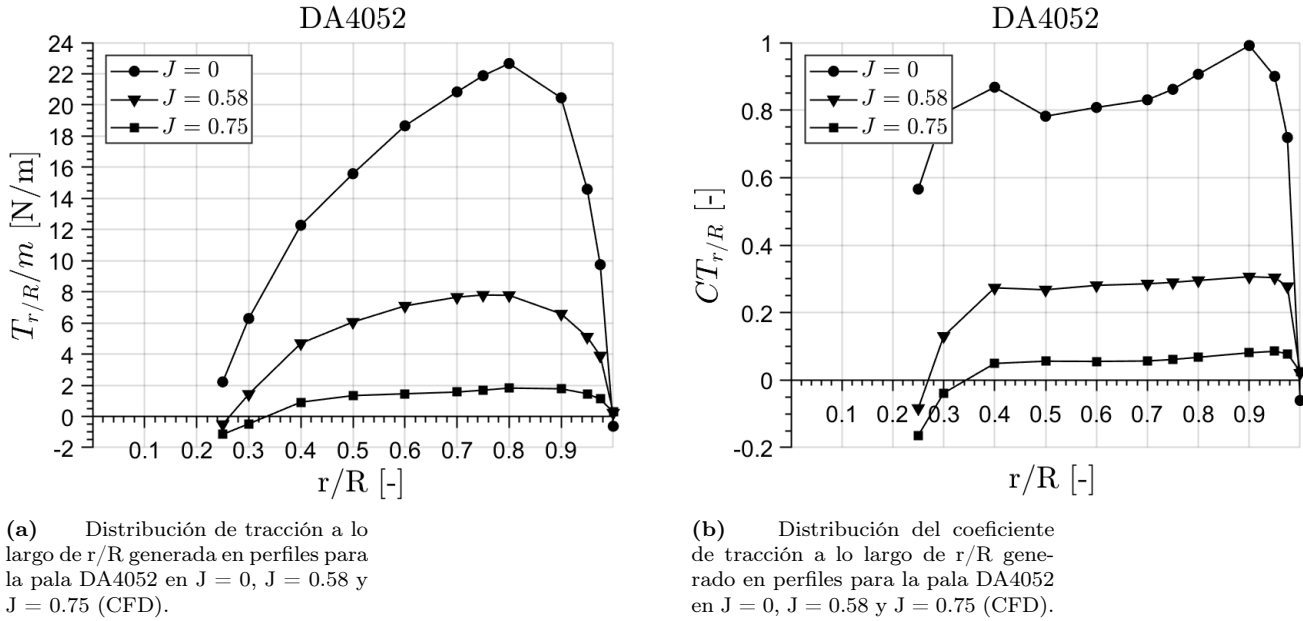 DA4052
24
22
20
18
16
14
12
10
8
6
4
2
0
-2
J = 0
J = 0.58
J = 0.75
T_{r/R}/m [N/m]
0.1 0.2 0.3 0.4 0.5 0.6 0.7 0.8 0.9
r/R [-]
(a) Distribución de tracción a lo
largo de r/R generada en perfiles para
la pala DA4052 en J = 0, J = 0.58 y
J = 0.75 (CFD).
DA4052
1
0.8
0.6
0.4
0.2
0
-0.2
J = 0
J = 0.58
J = 0.75
CT_{r/R} [-]
0.1 0.2 0.3 0.4 0.5 0.6 0.7 0.8 0.9
r/R [-]
(b) Distribución del coeficiente
de tracción a lo largo de r/R gene-
rado en perfiles para la pala DA4052
en J = 0, J = 0.58 y J = 0.75 (CFD).